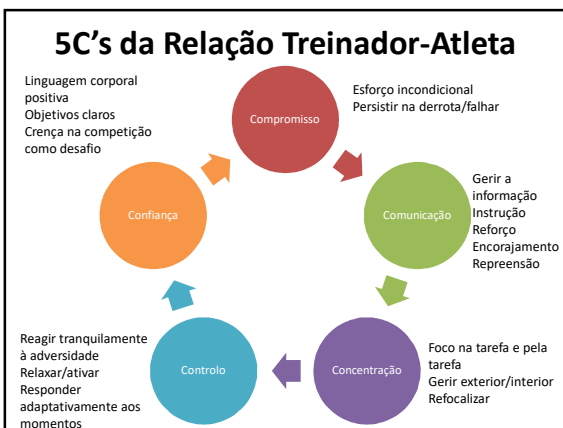 5C’s da Relação Treinador-Atleta
Linguagem corporal
positiva
Objetivos claros
Crença na competição
como desafio
Compromisso
Esforço incondicional
Persistir na derrota/falhar
Confiança
Comunicação
Gerir a
informação
Instrução
Reforço
Encorajamento
Repreensão
Reagir tranquilamente
à adversidade
Relaxar/ativar
Responder
adaptativamente aos
momentos
Controlo
Concentração
Foco na tarefa e pela
tarefa
Gerir exterior/interior
Refocalizar